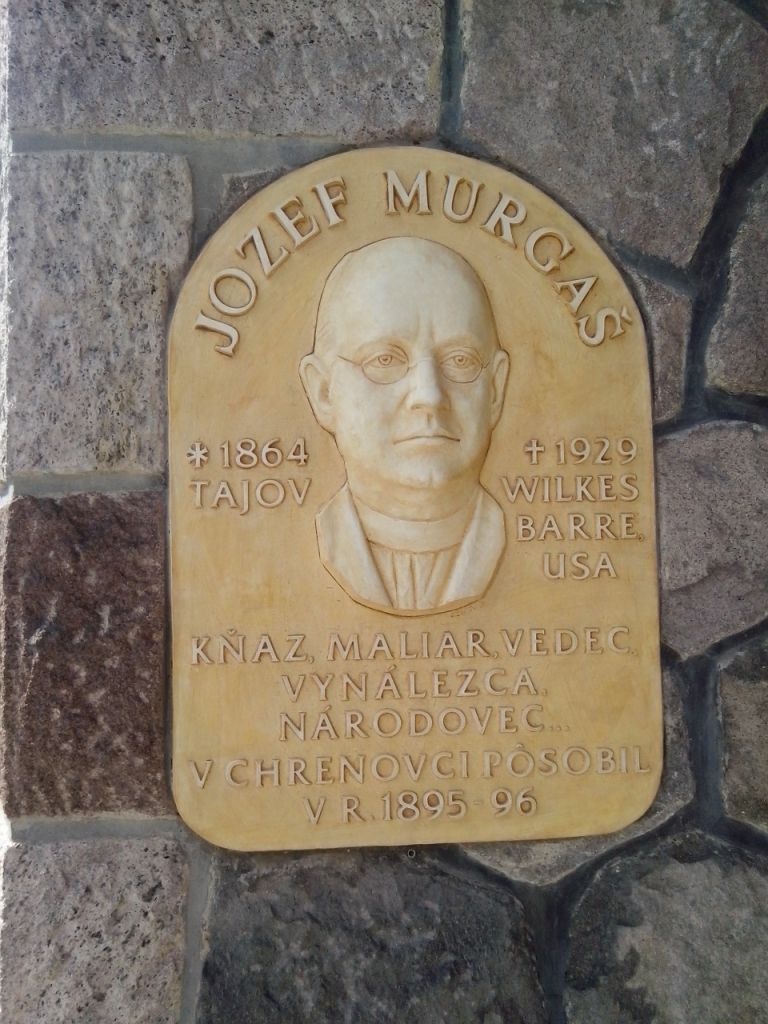 JOZEF MURGAŠ
* 1864
TAJOV
✝ 1929
WILKES
BARRE,
USA
KŇAZ, MALIAR, VEDEC,
VYNÁLEZCA,
NÁRODOVEC...
V CHRENOVCI PÔSOBIL
V R. 1895 - 96